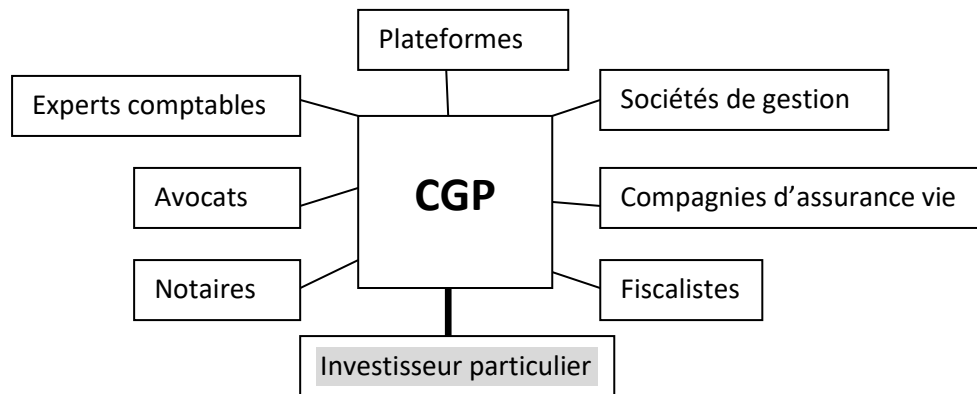 Plateformes
Experts comptables
Sociétés de gestion
CGP
Avocats
Compagnies d’assurance vie
Notaires
Fiscalistes
Investisseur particulier